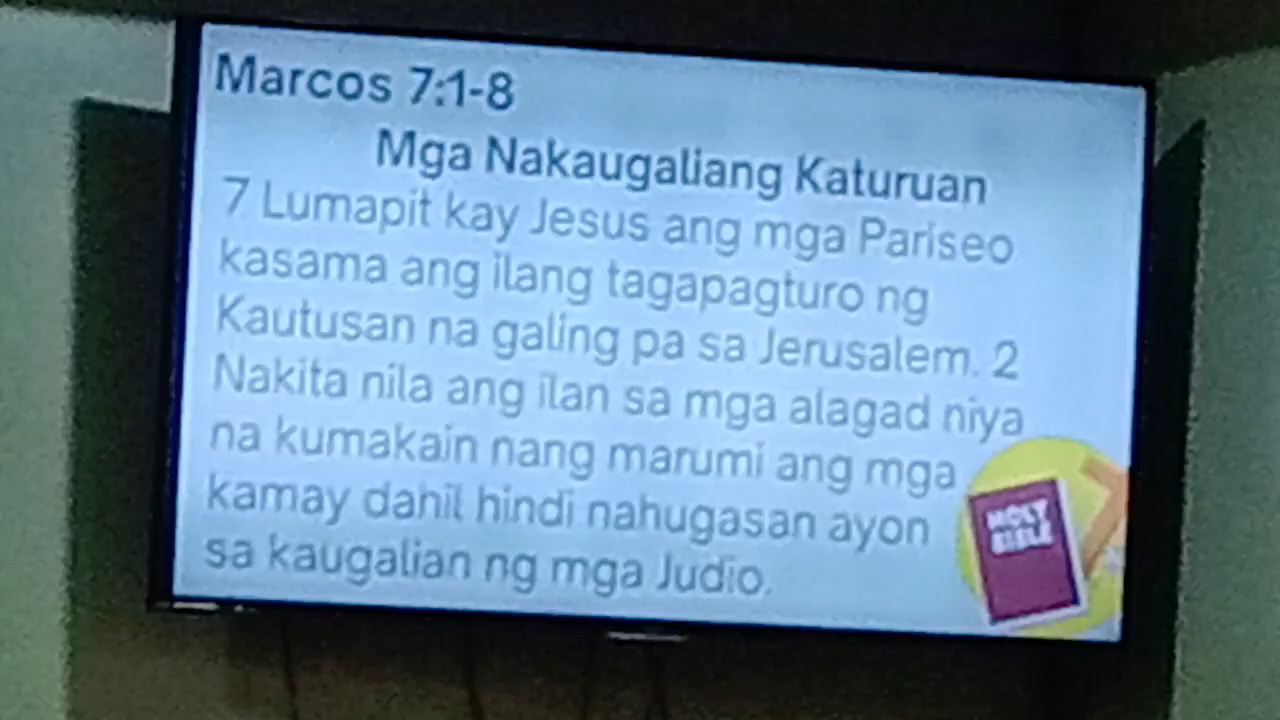 Marcos 7:1-8
Mga Nakaugaliang Katuruan
7 Lumapit kay Jesus ang mga Pariseo
kasama ang ilang tagapagturo ng
Kautusan na galing pa sa Jerusalem. 2
Nakita nila ang ilan sa mga alagad niya
na kumakain nang marumi ang mga
kamay dahil hindi nahugasan ayon
sa kaugalian ng mga Judio.
HOLY
BIBLE